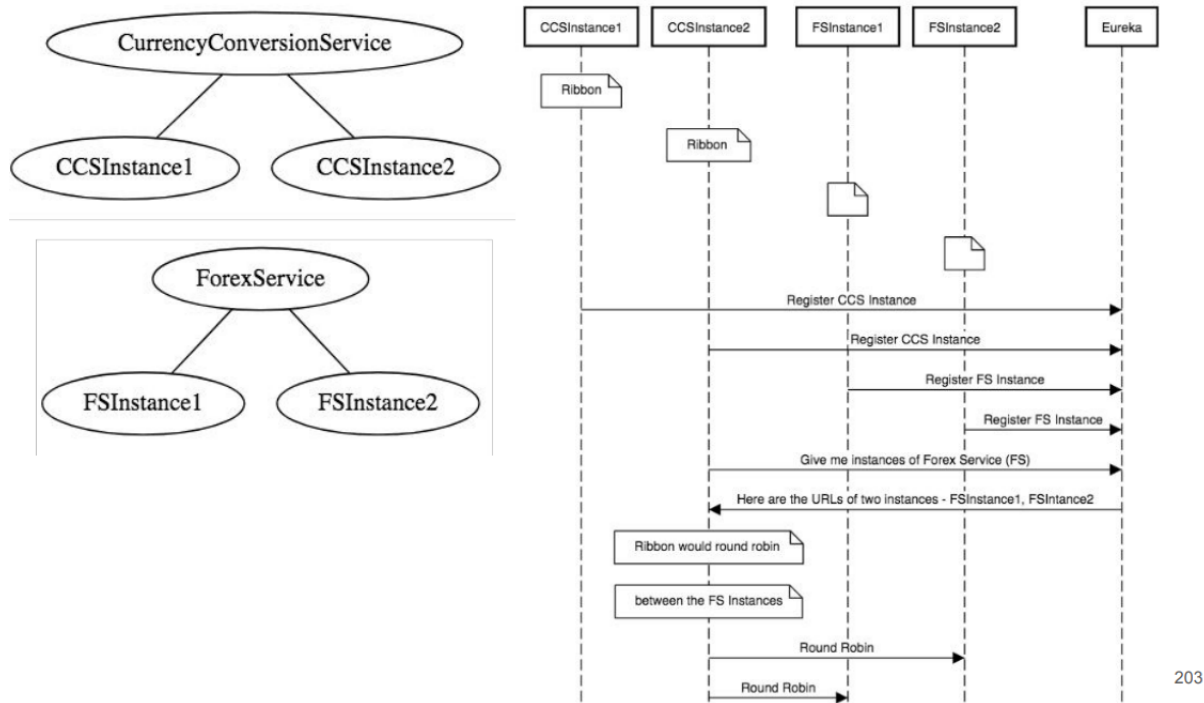 CurrencyConversionService
CCSInstance1
CCSInstance2
ForexService
FSInstance1
FSInstance2
CCSInstance1
CCSInstance2
FSInstance1
FSInstance2
Eureka
Ribbon
Ribbon
Register CCS Instance
Register CCS Instance
Register FS Instance
Register FS Instance
Give me instances of Forex Service (FS)
Here are the URLs of two instances - FSInstance1, FSIntance2
Ribbon would round robin
between the FS Instances
Round Robin
Round Robin
203